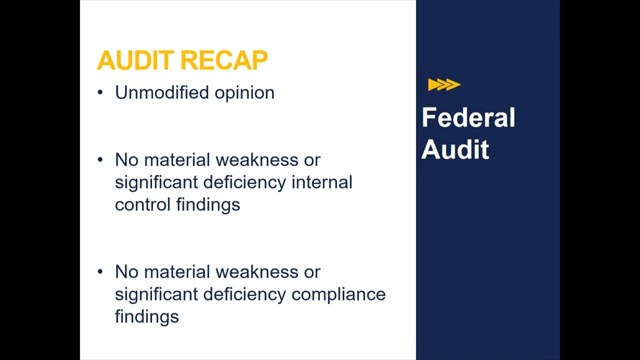 AUDIT RECAP
• Unmodified opinion
• No material weakness or
significant deficiency internal
control findings
• No material weakness or
significant deficiency compliance
findings
Federal
Audit